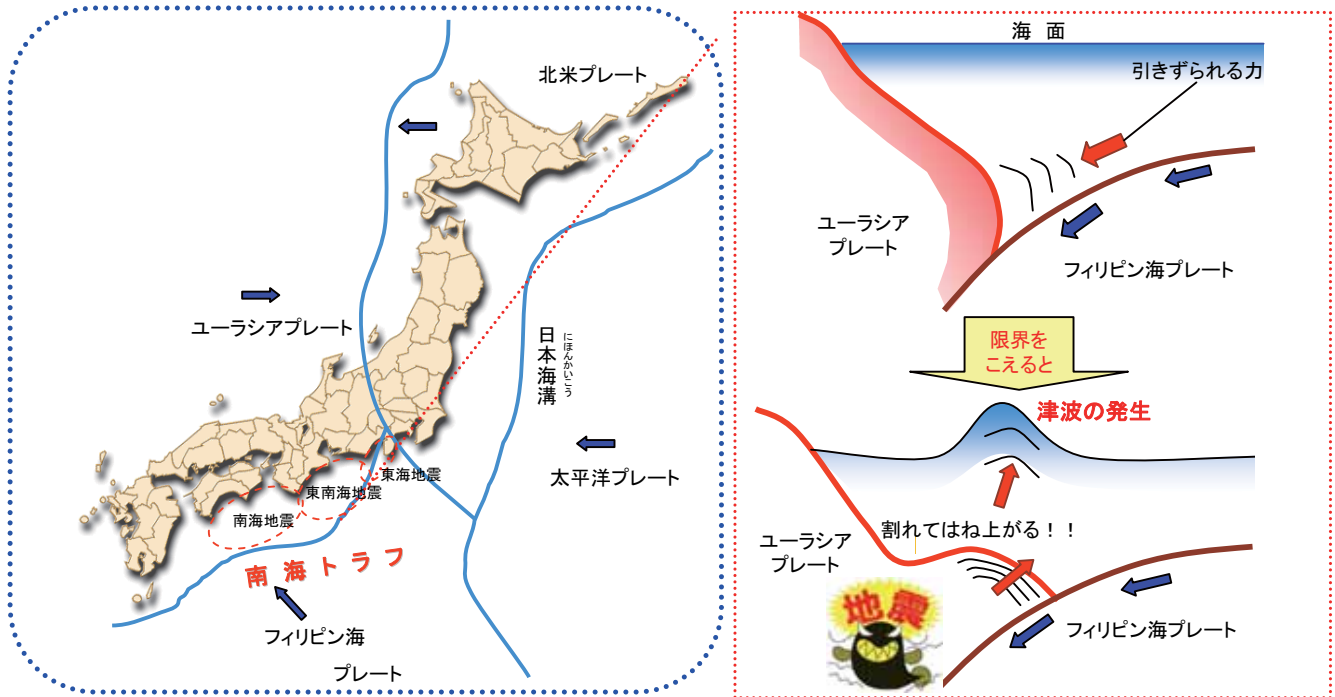 北米プレート
ユーラシアプレート
日本海溝
にほんかいこう
太平洋プレート
東海地震
東南海地震
南海地震
南海トラフ
フィリピン海
プレート
海面
引きずられる力
ユーラシア
プレート
フィリピン海プレート
限界を
こえると
津波の発生
割れてはね上がる！！
ユーラシア
プレート
地震
フィリピン海プレート